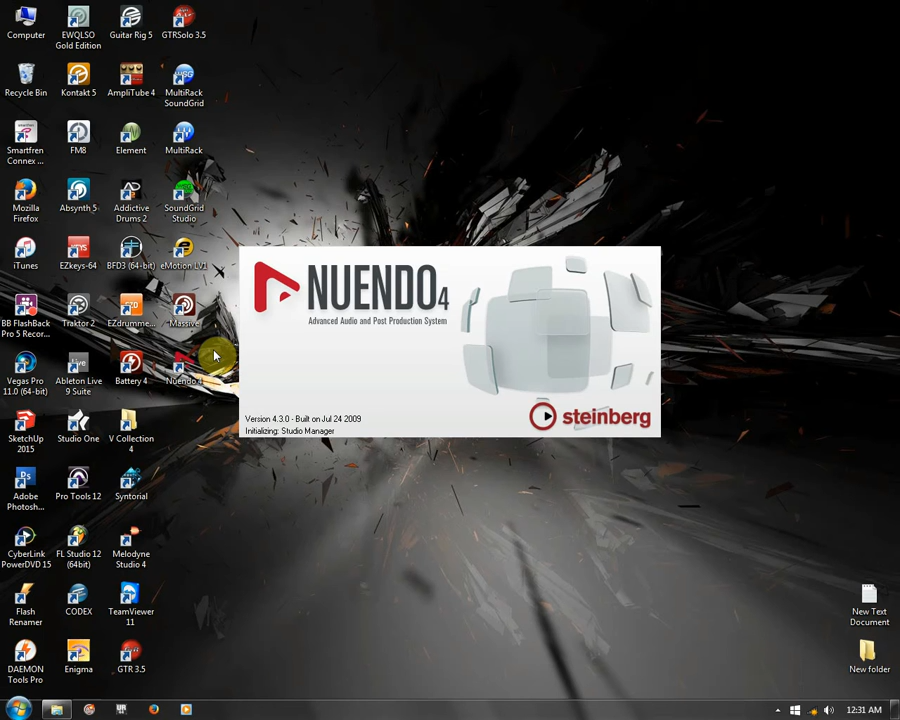 Computer
EWQLSO
Gold Edition
Guitar Rig 5
GTRSolo 3.5
Recycle Bin
Kontakt 5
AmpliTube 4
MultiRack
SoundGrid
Smartfren
Connex ...
FM8
Element
MultiRack
Mozilla
Firefox
Absynth 5
Addictive
Drums 2
SoundGrid
Studio
iTunes
EZkeys-64
BFD3 (64-bit)
eMotion LV1
BB FlashBack
Pro 5 Recor...
Traktor 2
EZdrumme...
Massive
Vegas Pro
11.0 (64-bit)
Ableton Live
9 Suite
Battery 4
Nuendo 4
SketchUp
2015
Studio One
V Collection
4
Adobe
Photosh...
Pro Tools 12
Syntorial
CyberLink
PowerDVD 15
FL Studio 12
(64bit)
Melodyne
Studio 4
Flash
Renamer
CODEX
TeamViewer
11
DAEMON
Tools Pro
Enigma
GTR 3.5
NUENDO4
Advanced Audio and Post Production System
Version 4.3.0 - Built on Jul 24 2009
Initializing: Studio Manager
steinberg
New Text
Document
New folder
12:31 AM